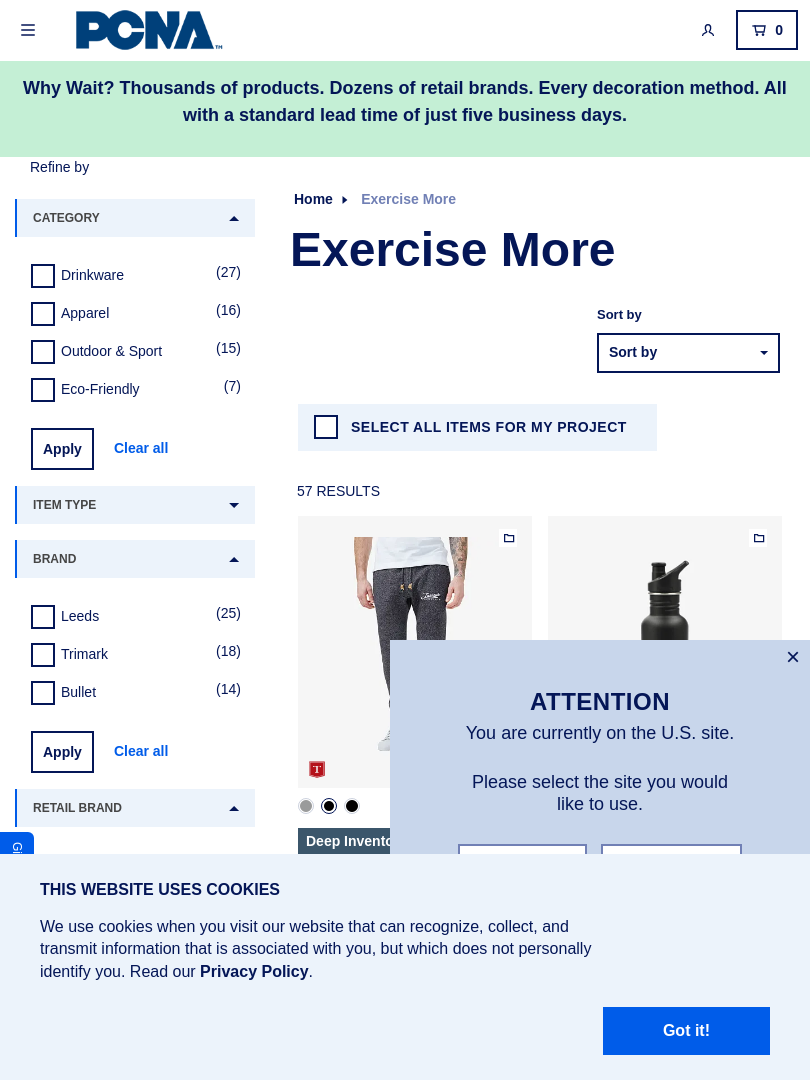 PCNA
TM
0
Why Wait? Thousands of products. Dozens of retail brands. Every decoration method. All
with a standard lead time of just five business days.
Refine by
Home
Exercise More
CATEGORY
Exercise More
Drinkware
(27)
Apparel
(16)
Outdoor & Sport
(15)
Eco-Friendly
(7)
Sort by
Sort by
Apply
Clear all
SELECT ALL ITEMS FOR MY PROJECT
ITEM TYPE
57 RESULTS
BRAND
Leeds
(25)
Trimark
(18)
Bullet
(14)
Apply
Clear all
T
RETAIL BRAND
ATTENTION
You are currently on the U.S. site.
Please select the site you would
like to use.
Deep Invento
Gi
THIS WEBSITE USES COOKIES
We use cookies when you visit our website that can recognize, collect, and
transmit information that is associated with you, but which does not personally
identify you. Read our Privacy Policy.
Got it!